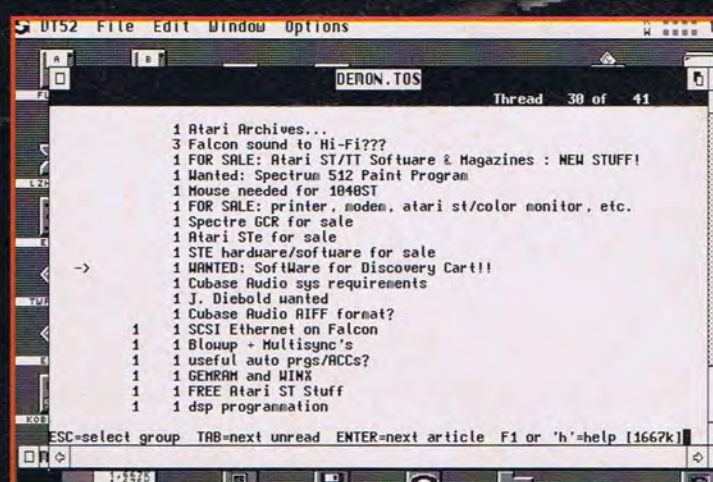 VT52 File Edit Window Options
A B
DEMON.TOS
Thread 30 of 41
1 Atari Archives...
3 Falcon sound to Hi-Fi???
1 FOR SALE: Atari ST/TT Software & Magazines : NEW STUFF!
1 Wanted: Spectrum 512 Paint Program
1 Mouse needed for 1040ST
1 FOR SALE: printer, modem, atari st/color monitor, etc.
1 Spectre GCR for sale
1 Atari STe for sale
1 STE hardware/software for sale
-> 1 WANTED: SoftWare for Discovery Cart!!
1 Cubase Audio sys requirements
1 J. Diebold wanted
1 Cubase Audio AIFF format?
1 1 SCSI Ethernet on Falcon
1 1 Blowup + Multisync's
1 1 useful auto prgs/ACCs?
1 1 GEMRAM and WINX
1 1 FREE Atari ST Stuff
1 1 dsp programmation
ESC=select group TAB=next unread ENTER=next article F1 or 'h'=help [1667k]